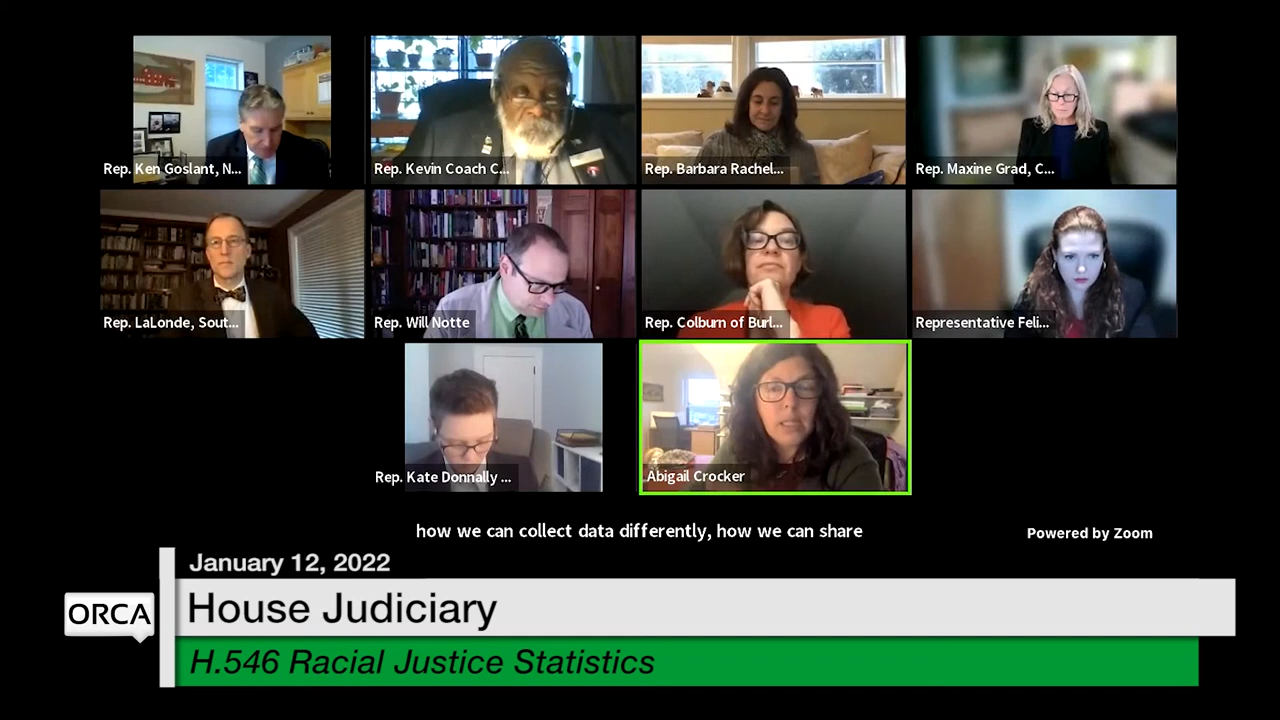 Rep. Ken Goslant, N...
Rep. Kevin Coach C...
Rep. Barbara Rachel...
Rep. Maxine Grad, C...
Rep. LaLonde, Sout...
Rep. Will Notte
Rep. Colburn of Burl...
Representative Feli...
Rep. Kate Donnally ...
Abigail Crocker
how we can collect data differently, how we can share
Powered by Zoom
January 12, 2022
ORCA
House Judiciary
H.546 Racial Justice Statistics